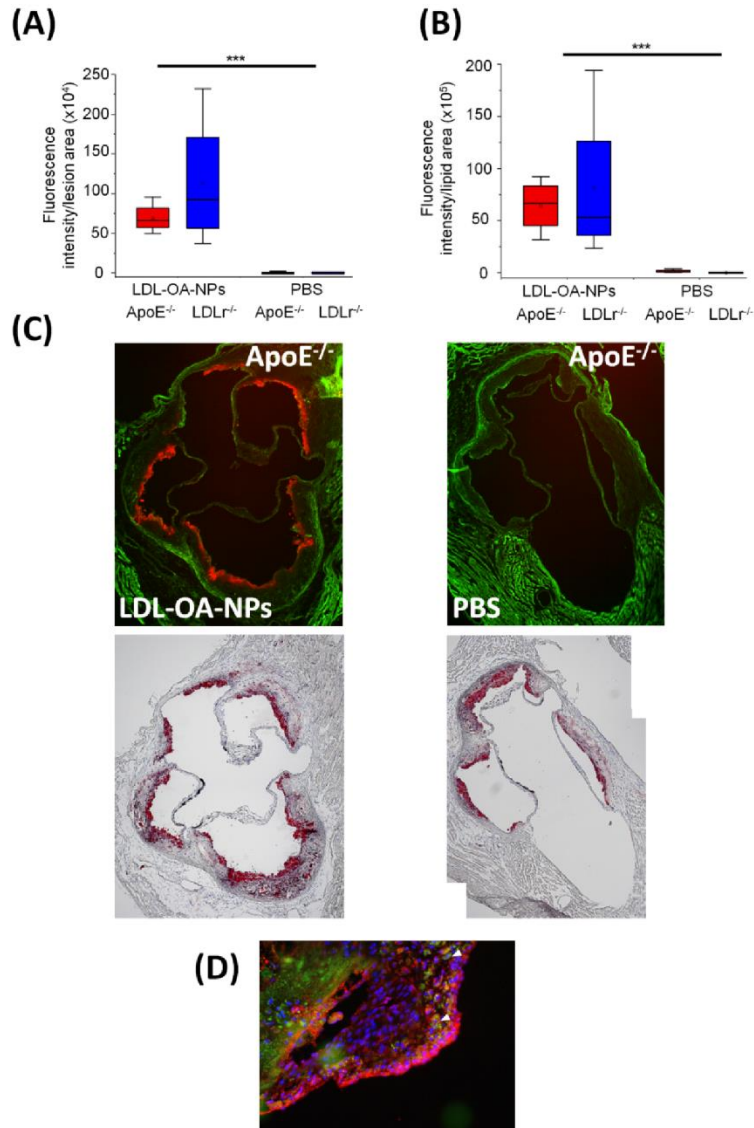 (A)
***
Fluorescence
intensity/lesion area (x10⁴)
250
200
150
100
50
0
LDL-OA-NPs PBS
ApoE⁻/⁻ LDLr⁻/⁻ ApoE⁻/⁻ LDLr⁻/⁻
(B)
***
Fluorescence
intensity/lipid area (x10⁵)
200
150
100
50
0
LDL-OA-NPs PBS
ApoE⁻/⁻ LDLr⁻/⁻ ApoE⁻/⁻ LDLr⁻/⁻
(C)
ApoE⁻/⁻
LDL-OA-NPs
ApoE⁻/⁻
PBS
(D)